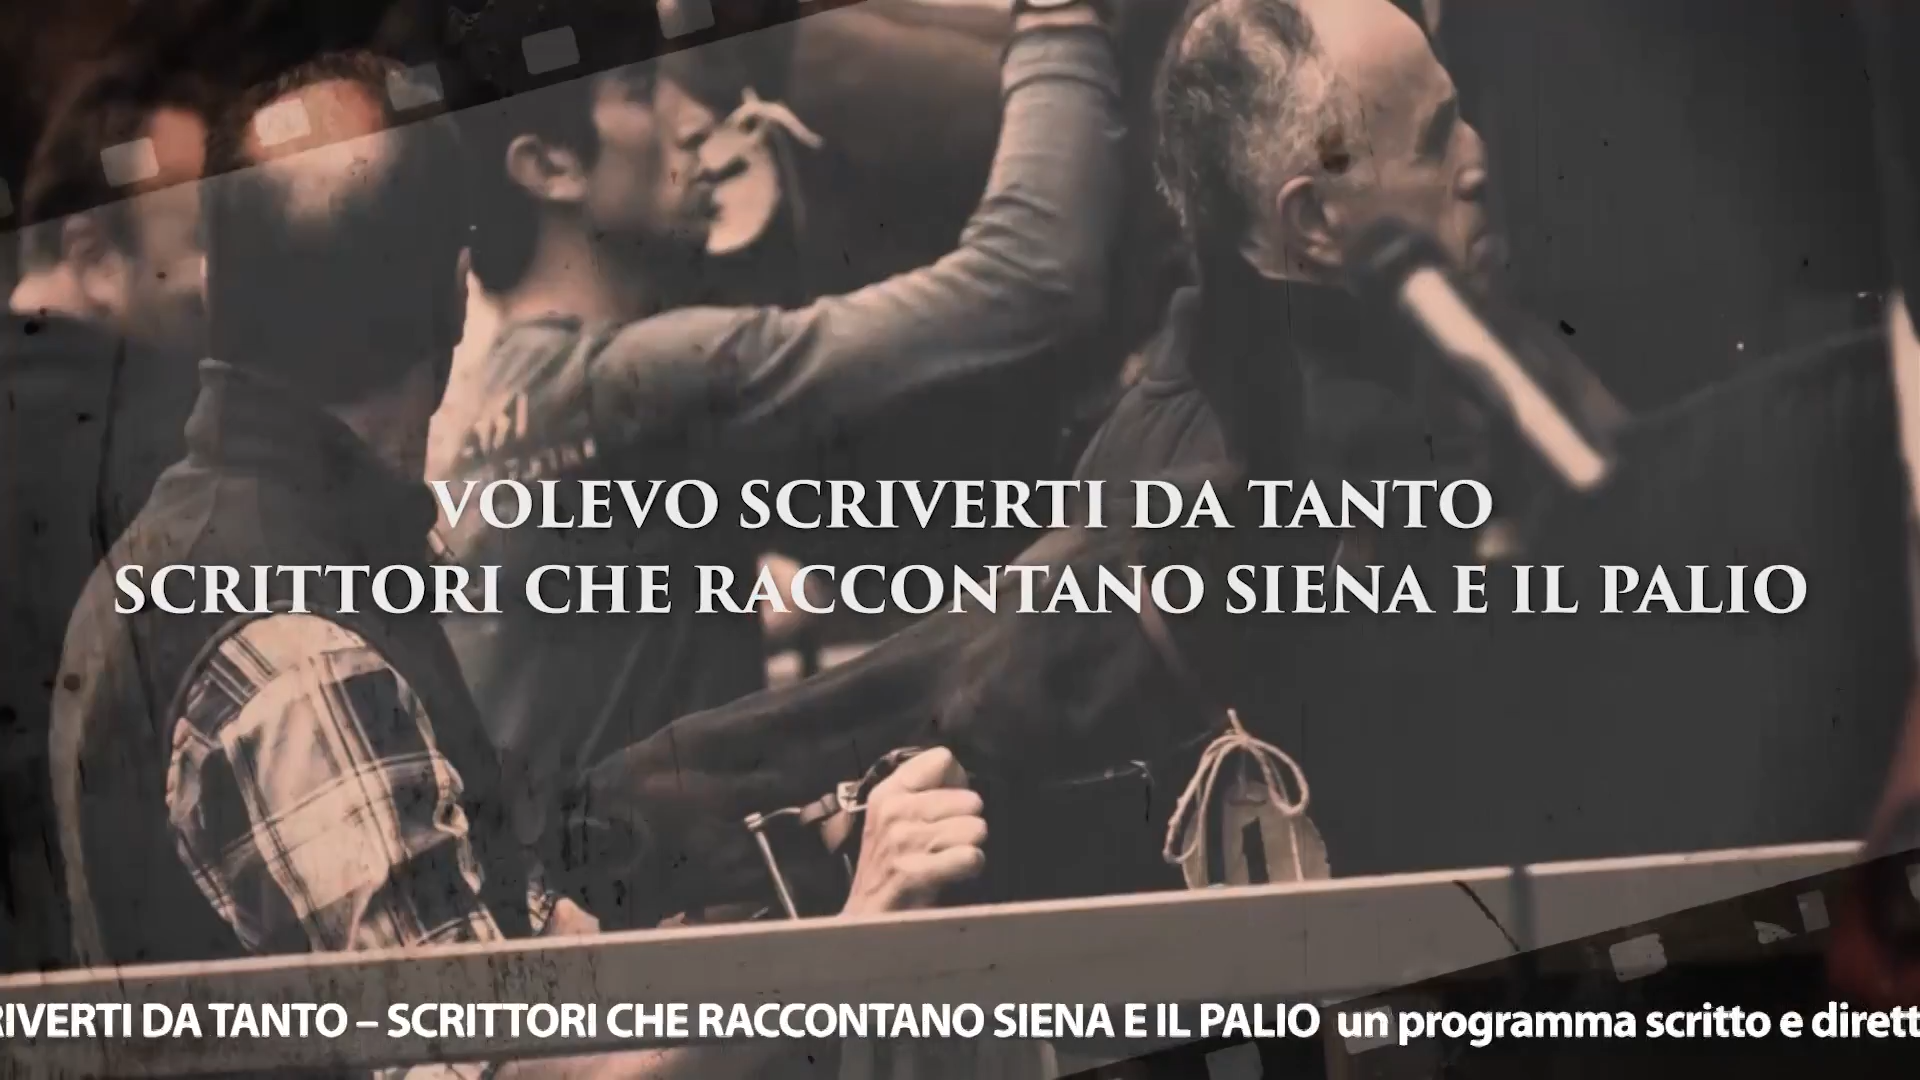 VOLEVO SCRIVERTI DA TANTO
SCRITTORI CHE RACCONTANO SIENA E IL PALIO
RIVERTI DA TANTO – SCRITTORI CHE RACCONTANO SIENA E IL PALIO un programma scritto e dirett